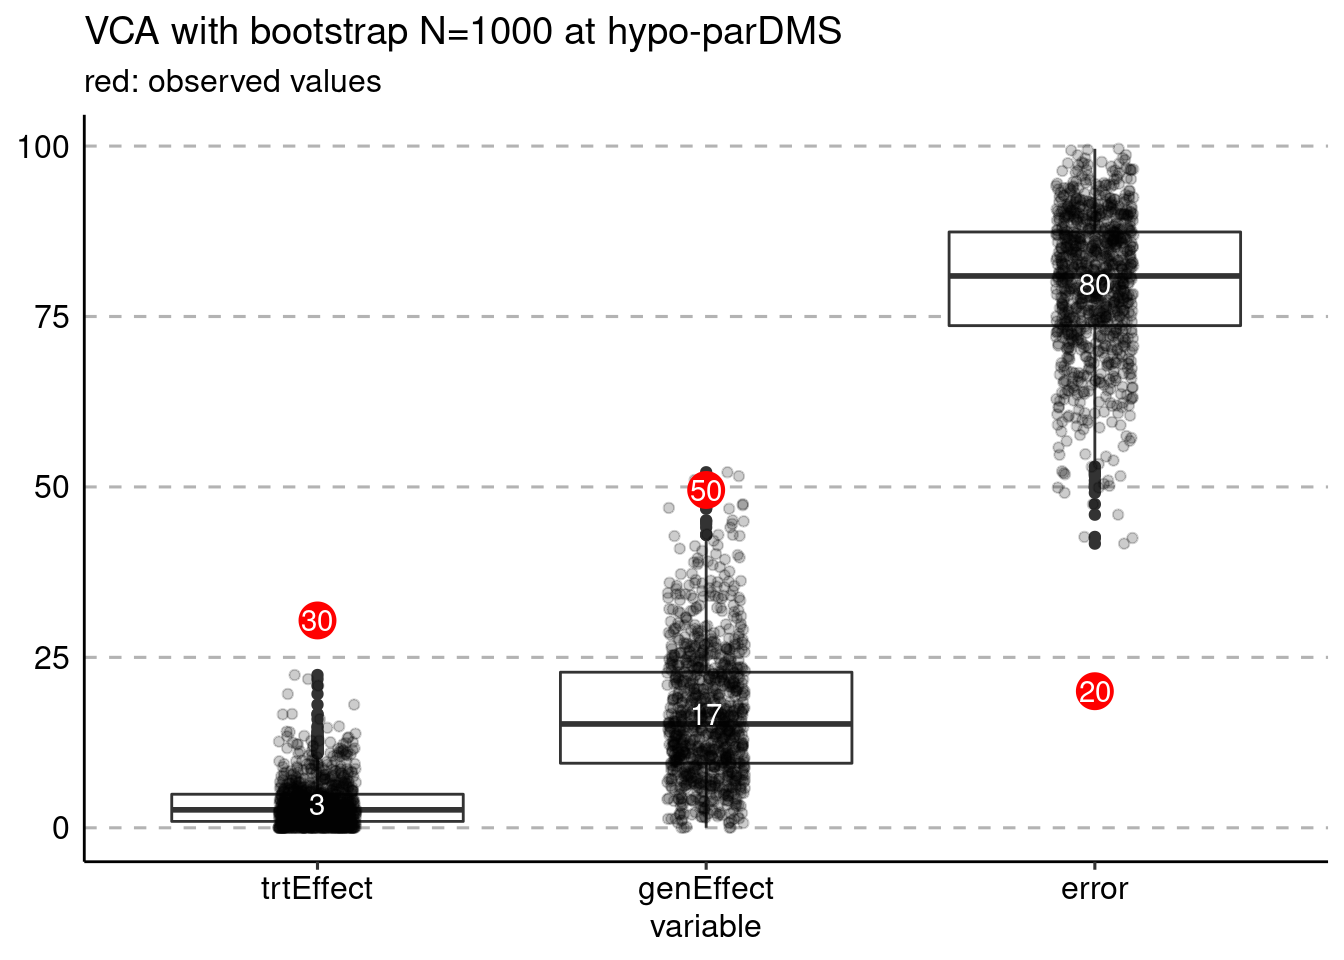 VCA with bootstrap N=1000 at hypo-parDMS
red: observed values
100
75
50
25
0
30
3
50
17
80
20
trtEffect genEffect error
variable